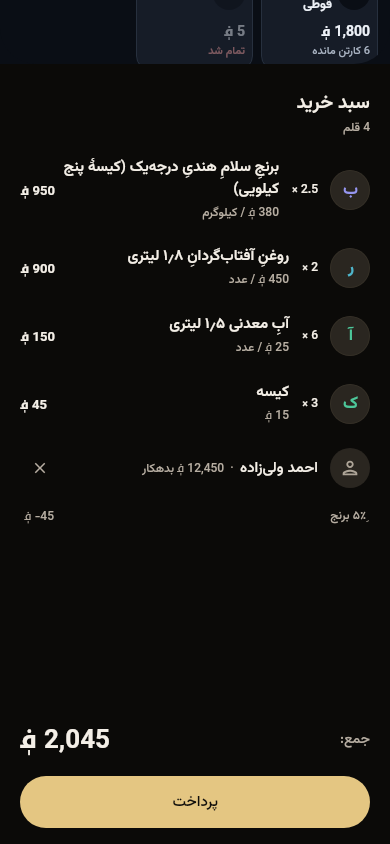 قوطی
1,800 ؋
6 کارتن مانده
5 ؋
تمام شد
سبد خرید
4 قلم
ب
2.5 ×
برنجِ سلامِ هندیِ درجه‌یک (کیسهٔ پنج
کیلویی)
380 ؋ / کیلوگرم
950 ؋
ر
2 ×
روغنِ آفتاب‌گردانِ ۱٫۸ لیتری
450 ؋ / عدد
900 ؋
آ
6 ×
آبِ معدنی ۱٫۵ لیتری
25 ؋ / عدد
150 ؋
ک
3 ×
کیسه
15 ؋
45 ؋
احمد ولی‌زاده · 12,450 ؋ بدهکار
۵٪ برنج
-45 ؋
جمع:
2,045 ؋
پرداخت